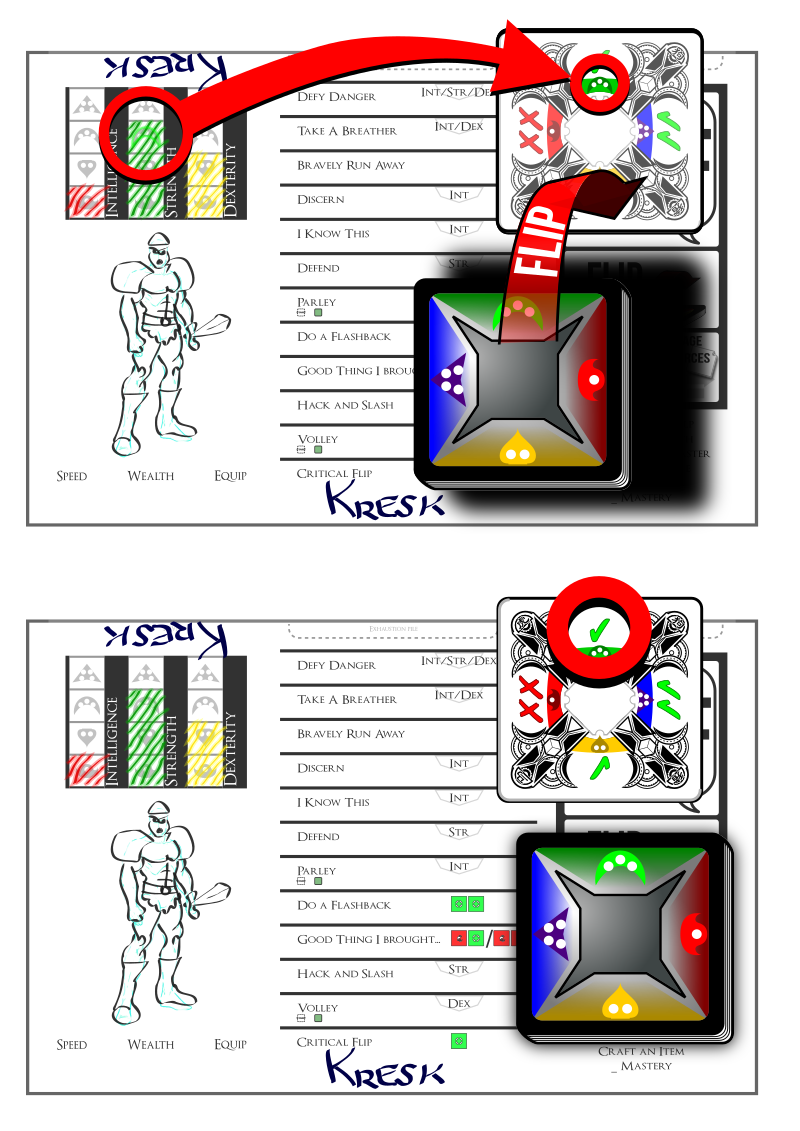 KRESK
INTELLIGENCE
STRENGTH
DEXTERITY
DEFY DANGER INT/STR/DE
TAKE A BREATHER INT/DEX
BRAVELY RUN AWAY
DISCERN INT
I KNOW THIS INT
DEFEND STR
PARLEY
DO A FLASHBACK
GOOD THING I BROUG
HACK AND SLASH
VOLLEY
CRITICAL FLIP
SPEED WEALTH EQUIP
KRESK
FLIP
FLIP
_ MASTERY
KRESK
EXHAUSTION PILE
INTELLIGENCE
STRENGTH
DEXTERITY
DEFY DANGER INT/STR/DEX
TAKE A BREATHER INT/DEX
BRAVELY RUN AWAY
DISCERN INT
I KNOW THIS INT
DEFEND STR
PARLEY INT
DO A FLASHBACK
GOOD THING I BROUGHT... /
HACK AND SLASH STR
VOLLEY DEX
CRITICAL FLIP
SPEED WEALTH EQUIP
KRESK
CRAFT AN ITEM
_ MASTERY